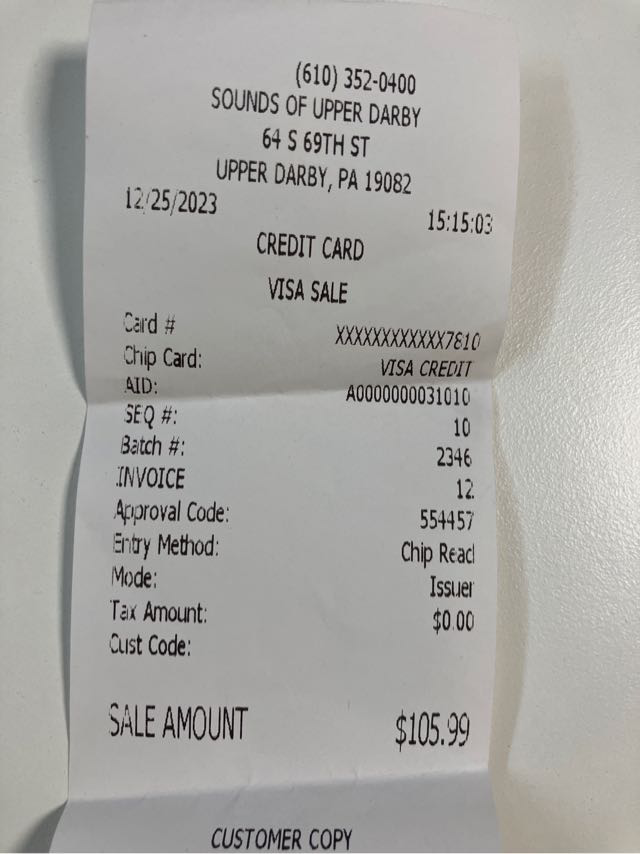 (610) 352-0400
SOUNDS OF UPPER DARBY
64 S 69TH ST
UPPER DARBY, PA 19082
12/25/2023 15:15:03
CREDIT CARD
VISA SALE
Card # XXXXXXXXXXXX7810
Chip Card: VISA CREDIT
AID: A0000000031010
SEQ #: 10
Batch #: 2346
INVOICE 12
Approval Code: 554457
Entry Method: Chip Read
Mode: Issuer
Tax Amount: $0.00
Cust Code:
SALE AMOUNT $105.99
CUSTOMER COPY